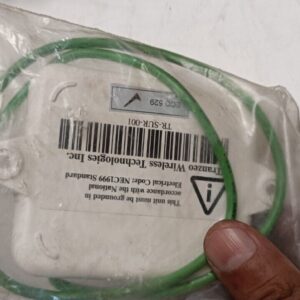 Tranzeo Wireless Technologies Inc.
TR-SUR-001
This unit must be grounded in
accordance with the National
Electrical Code: NEC1999 Standard